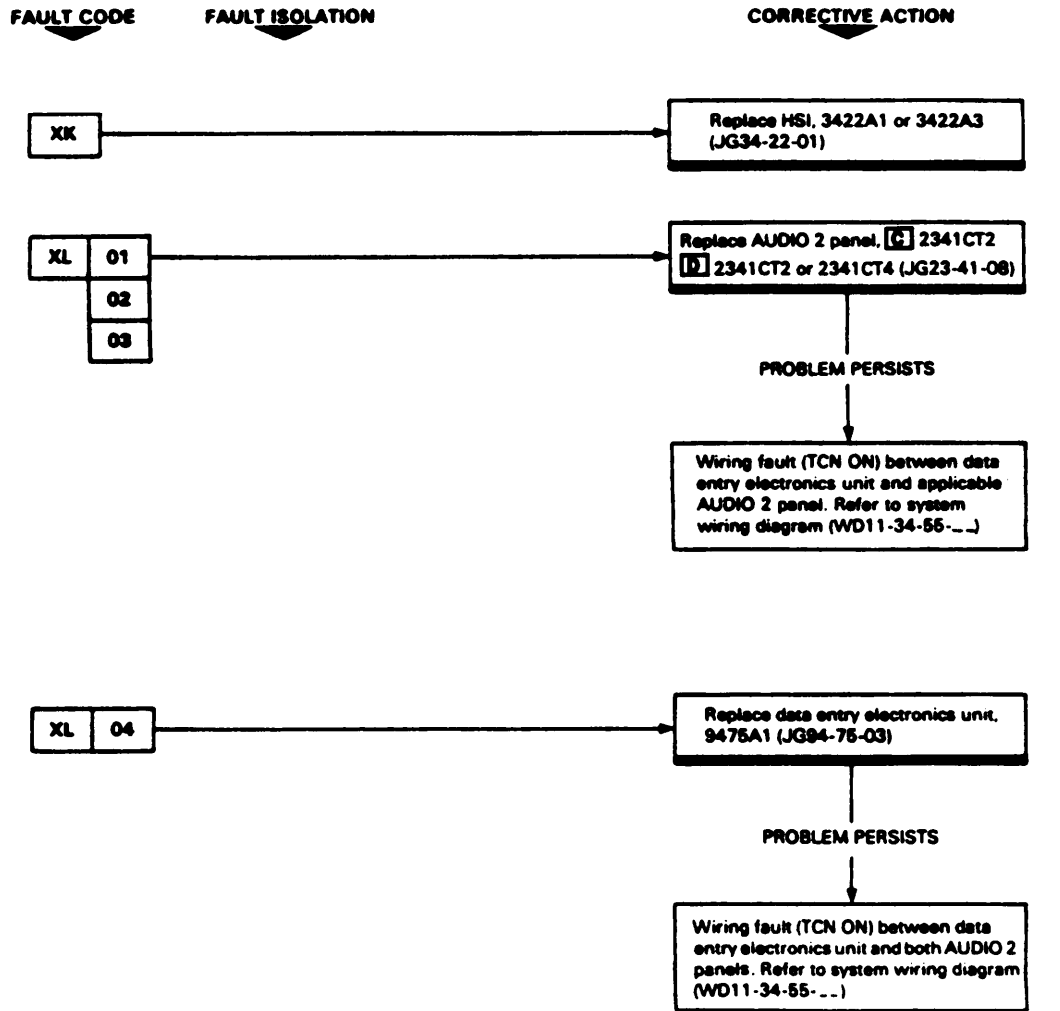 FAULT CODE
FAULT ISOLATION
CORRECTIVE ACTION
XK
Replace HSI, 3422A1 or 3422A3
(JG34-22-01)
XL
01
02
03
Replace AUDIO 2 panel, C 2341CT2
D 2341CT2 or 2341CT4 (JG23-41-08)
PROBLEM PERSISTS
Wiring fault (TCN ON) between data
entry electronics unit and applicable
AUDIO 2 panel. Refer to system
wiring diagram (WD11-34-55-__)
XL
04
Replace data entry electronics unit,
9475A1 (JG94-75-03)
PROBLEM PERSISTS
Wiring fault (TCN ON) between data
entry electronics unit and both AUDIO 2
panels. Refer to system wiring diagram
(WD11-34-55-__)